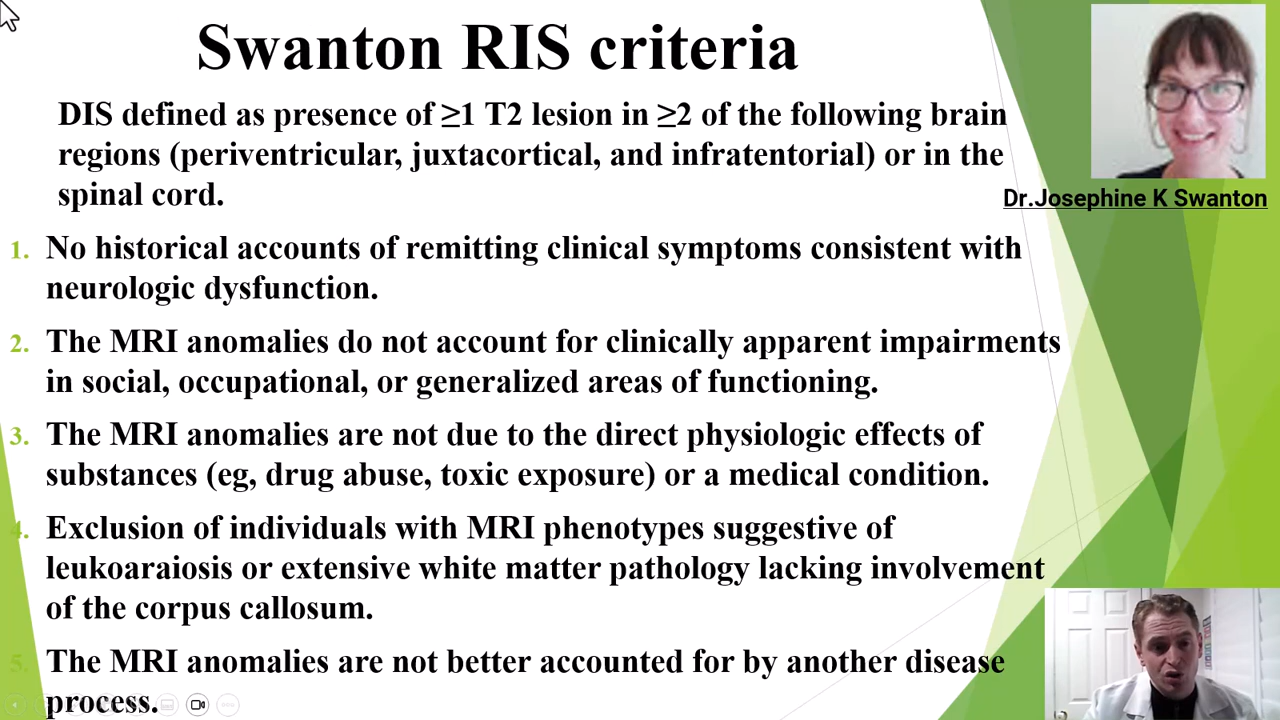 Swanton RIS criteria
DIS defined as presence of ≥1 T2 lesion in ≥2 of the following brain
regions (periventricular, juxtacortical, and infratentorial) or in the
spinal cord.
Dr.Josephine K Swanton
1. No historical accounts of remitting clinical symptoms consistent with
neurologic dysfunction.
2. The MRI anomalies do not account for clinically apparent impairments
in social, occupational, or generalized areas of functioning.
3. The MRI anomalies are not due to the direct physiologic effects of
substances (eg, drug abuse, toxic exposure) or a medical condition.
4. Exclusion of individuals with MRI phenotypes suggestive of
leukoaraiosis or extensive white matter pathology lacking involvement
of the corpus callosum.
5. The MRI anomalies are not better accounted for by another disease
process.